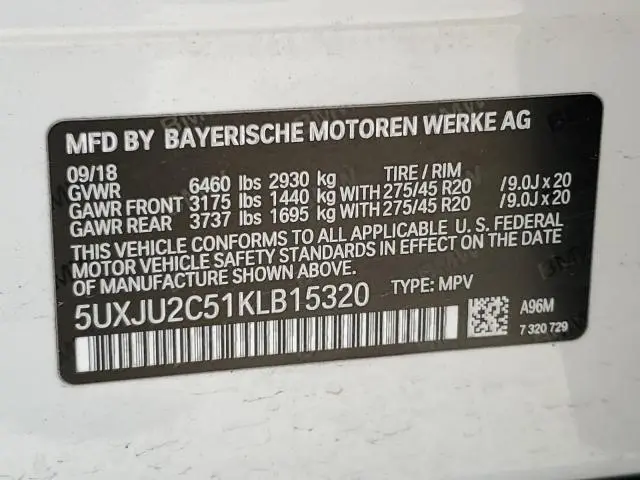 MFD BY BAYERISCHE MOTOREN WERKE AG
09/18
GVWR 6460 lbs 2930 kg TIRE / RIM
GAWR FRONT 3175 lbs 1440 kg WITH 275/45 R20 / 9.0J x 20
GAWR REAR 3737 lbs 1695 kg WITH 275/45 R20 / 9.0J x 20
THIS VEHICLE CONFORMS TO ALL APPLICABLE U. S. FEDERAL
MOTOR VEHICLE SAFETY STANDARDS IN EFFECT ON THE DATE
OF MANUFACTURE SHOWN ABOVE.
5UXJU2C51KLB15320 TYPE: MPV
A96M
7 320 729